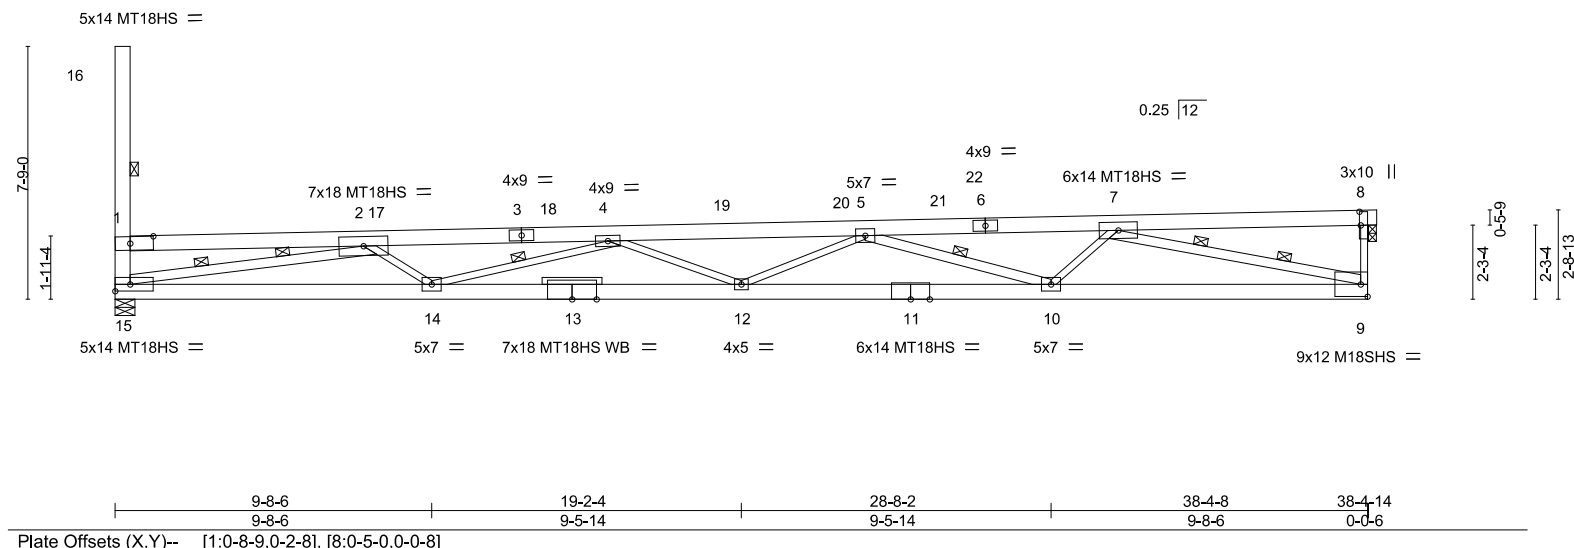 5x14 MT18HS =
16
7-9-0
0.25 12
4x9 =
22
6
6x14 MT18HS =
7
3x10 ||
8
7x18 MT18HS =
2 17
4x9 =
3 18
4x9 =
4
19
5x7 =
20 5
21
1
1-11-4
0-5-9
2-3-4
2-3-4
2-8-13
15
14
13
12
11
10
9
5x14 MT18HS =
5x7 =
7x18 MT18HS WB =
4x5 =
6x14 MT18HS =
5x7 =
9x12 M18SHS =
9-8-6
19-2-4
28-8-2
38-4-8
38-4-14
9-8-6
9-5-14
9-5-14
9-8-6
0-0-6
Plate Offsets (X,Y)-- [1:0-8-9,0-2-8], [8:0-5-0,0-0-8]